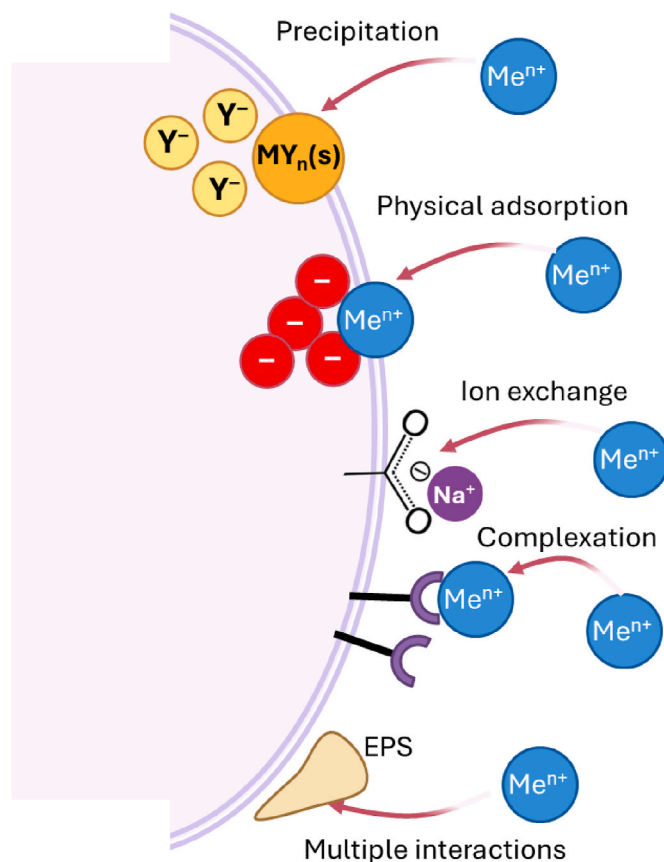 Precipitation
Meⁿ⁺
Y⁻
Y⁻
MYₙ(s)
Y⁻
Physical adsorption
Meⁿ⁺
−
Meⁿ⁺
−
−
−
Ion exchange
O
Meⁿ⁺
−
Na⁺
O
Complexation
Meⁿ⁺
Meⁿ⁺
EPS
Meⁿ⁺
Multiple interactions